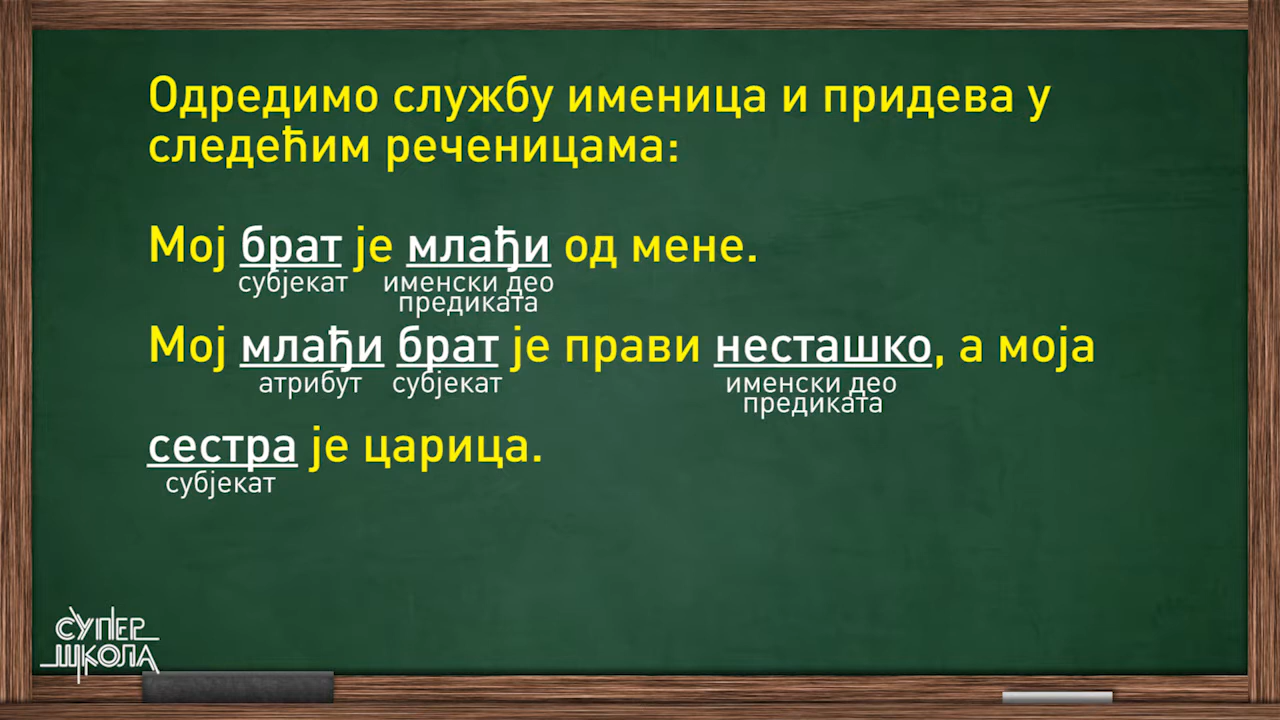 Одредимо службу именица и придева у
следећим реченицама:
Мој брат је млађи од мене.
субјекат именски део
предиката
Мој млађи брат је прави несташко, а моја
атрибут субјекат именски део
предиката
сестра је царица.
субјекат
СУПЕР
ШКОЛА